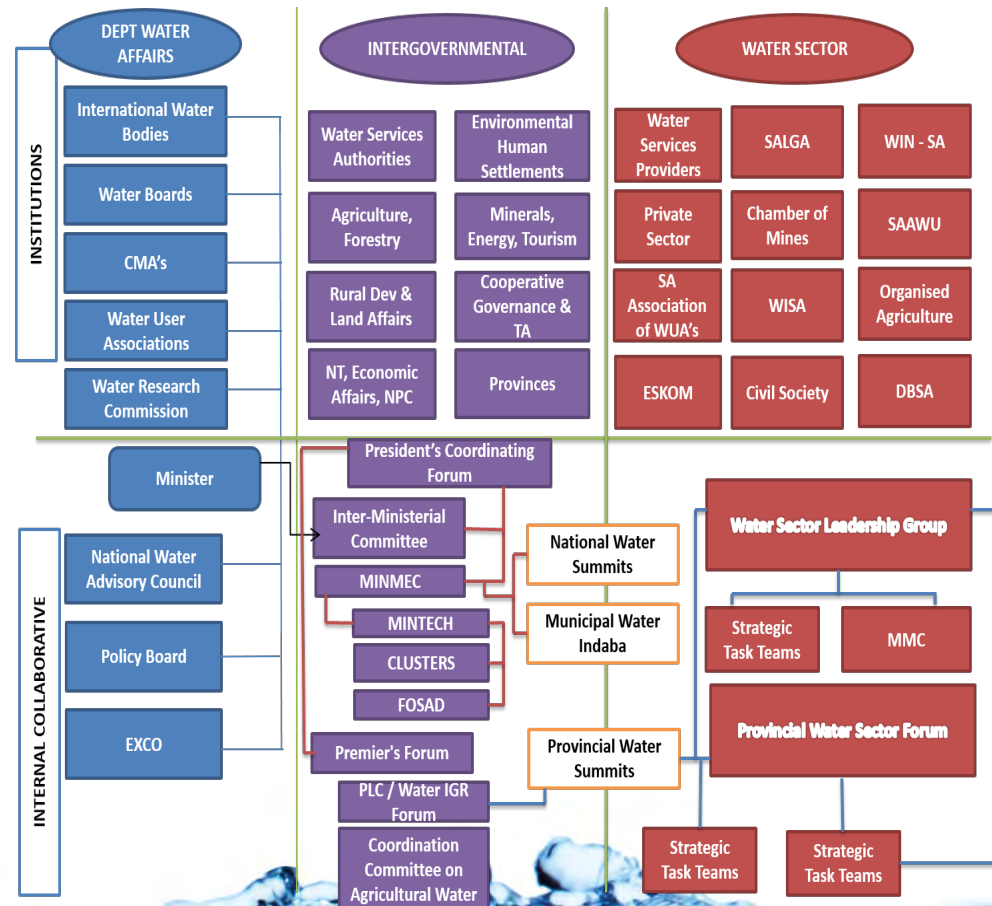 DEPT WATER
AFFAIRS
INTERGOVERNMENTAL
WATER SECTOR
INSTITUTIONS
International Water
Bodies
Water Boards
CMA's
Water User
Associations
Water Research
Commission
Water Services
Authorities
Environmental
Human
Settlements
Agriculture,
Forestry
Minerals,
Energy, Tourism
Rural Dev &
Land Affairs
Cooperative
Governance &
TA
NT, Economic
Affairs, NPC
Provinces
Water
Services
Providers
SALGA
WIN - SA
Private
Sector
Chamber of
Mines
SAAWU
SA
Association
of WUA's
WISA
Organised
Agriculture
ESKOM
Civil Society
DBSA
INTERNAL COLLABORATIVE
Minister
National Water
Advisory Council
Policy Board
EXCO
President's Coordinating
Forum
Inter-Ministerial
Committee
MINMEC
MINTECH
CLUSTERS
FOSAD
Premier's Forum
PLC / Water IGR
Forum
Coordination
Committee on
Agricultural Water
National Water
Summits
Municipal Water
Indaba
Provincial Water
Summits
Water Sector Leadership Group
Strategic
Task Teams
MMC
Provincial Water Sector Forum
Strategic
Task Teams
Strategic
Task Teams